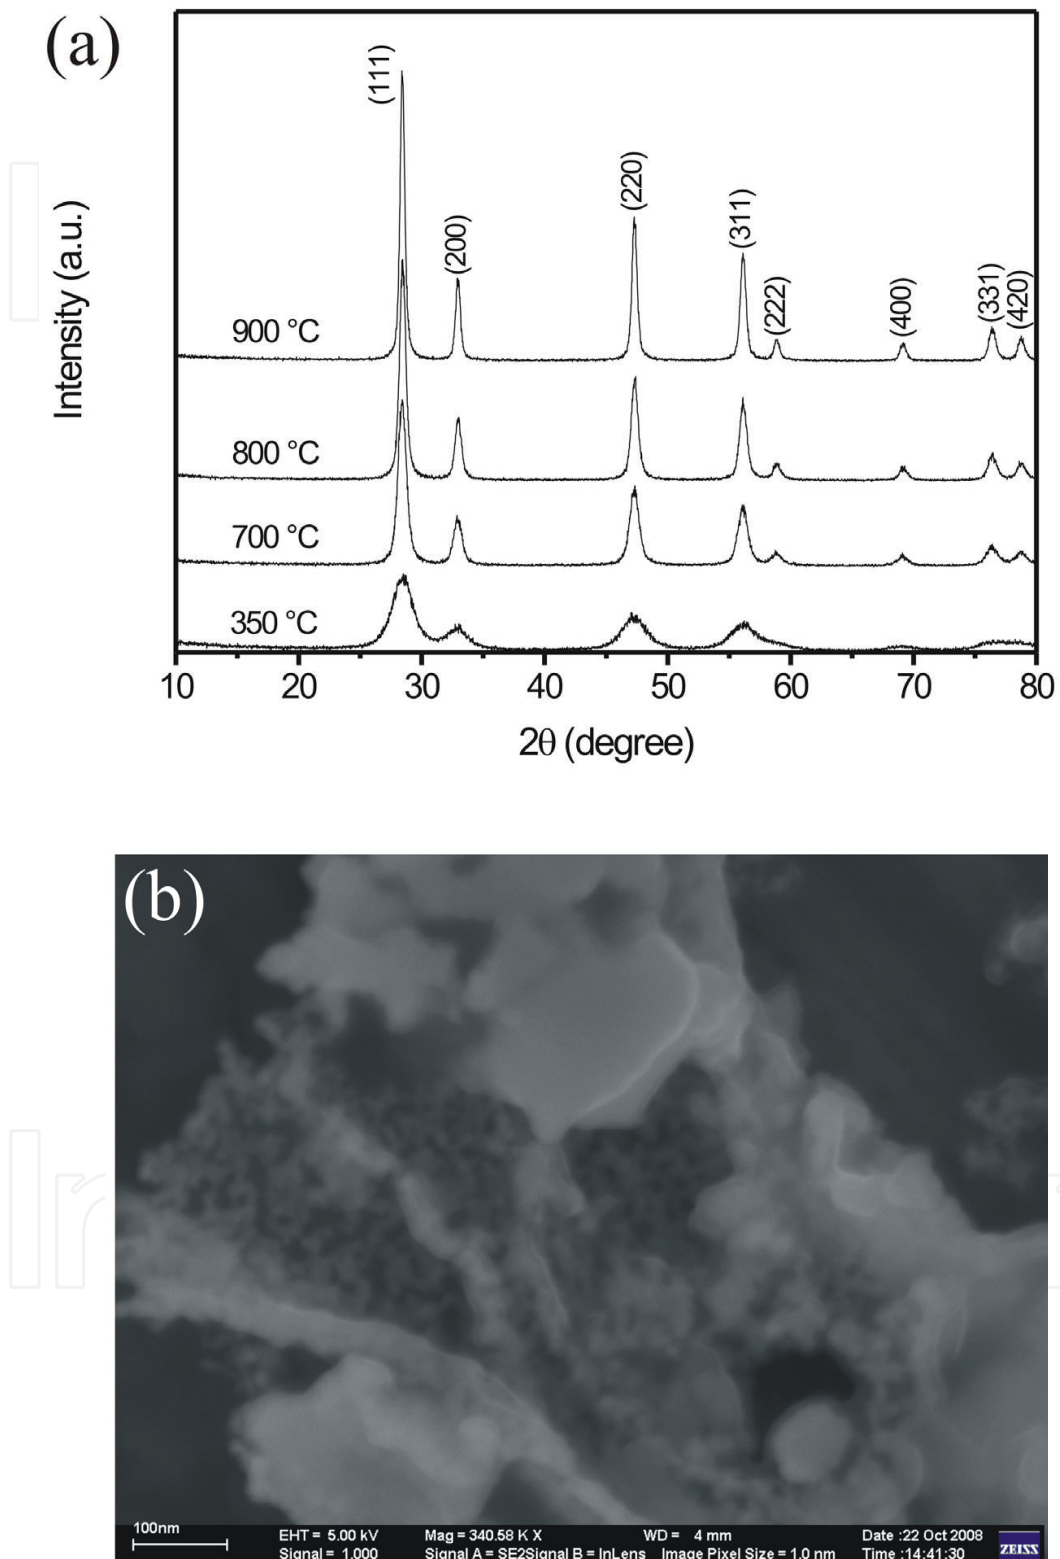 (a)
(111)
(200)
(220)
(311)
(222)
(400)
(331)
(420)
Intensity (a.u.)
900 °C
800 °C
700 °C
350 °C
10 20 30 40 50 60 70 80
2θ (degree)
(b)
100nm
EHT = 5.00 kV Mag = 340.58 K X WD = 4 mm Date :22 Oct 2008
Signal = 1.000 Signal A = SE2Signal B = InLens Image Pixel Size = 1.0 nm Time :14:41:30
ZEISS